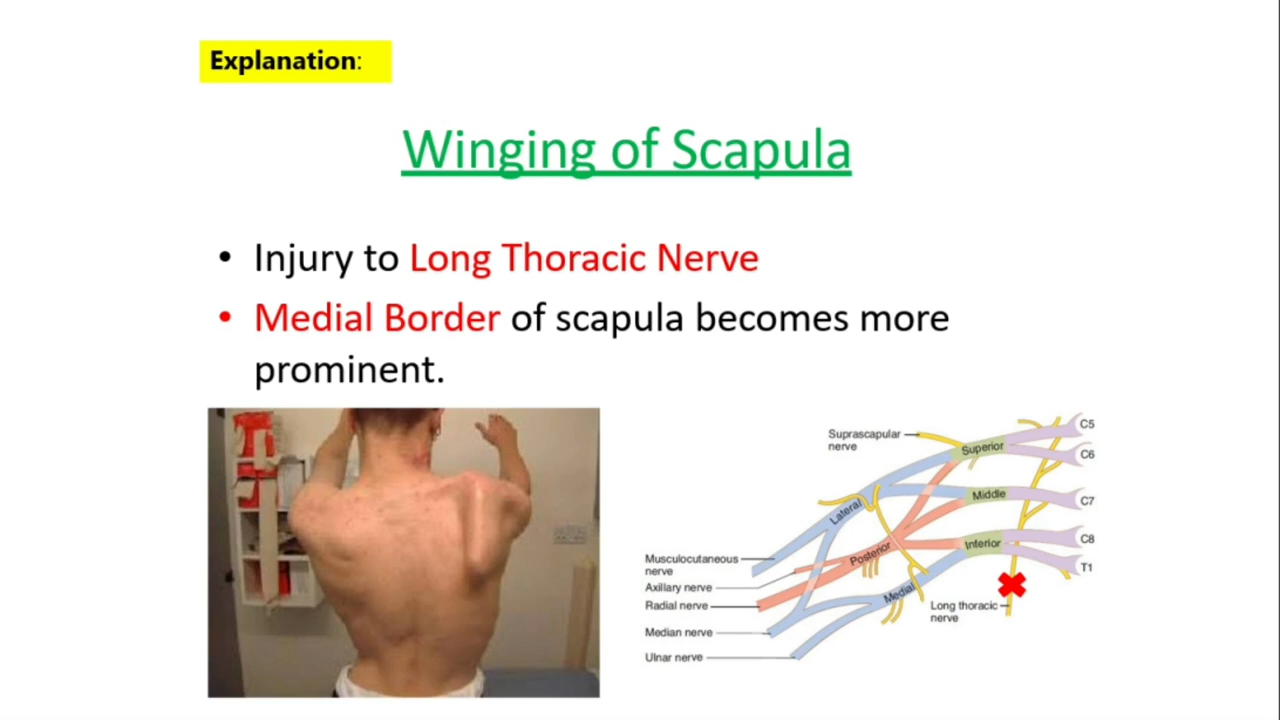 Explanation:
Winging of Scapula
• Injury to Long Thoracic Nerve
• Medial Border of scapula becomes more
prominent.
Suprascapular
nerve
Superior
C5
C6
Middle
C7
Lateral
C8
Interior
Posterior
T1
Musculocutaneous
nerve
Axillary nerve
Medial
Radial nerve
Long thoracic
nerve
Median nerve
Ulnar nerve